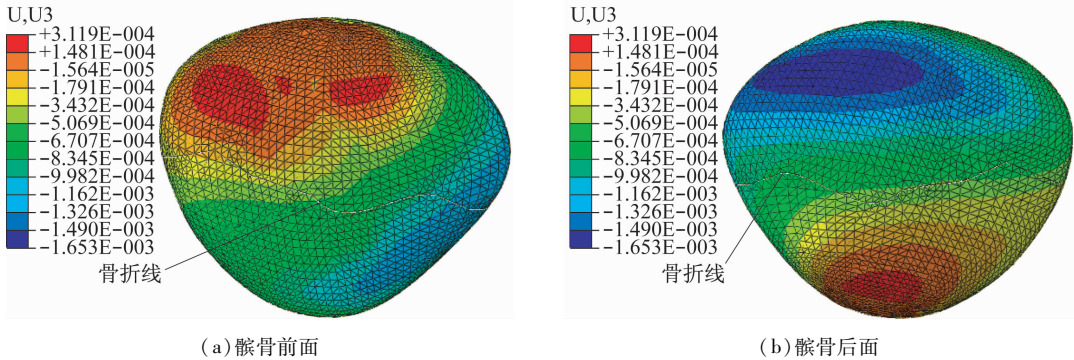 U,U3
+3.119E-004
+1.481E-004
-1.564E-005
-1.791E-004
-3.432E-004
-5.069E-004
-6.707E-004
-8.345E-004
-9.982E-004
-1.162E-003
-1.326E-003
-1.490E-003
-1.653E-003
骨折线
(a)髌骨前面
U,U3
+3.119E-004
+1.481E-004
-1.564E-005
-1.791E-004
-3.432E-004
-5.069E-004
-6.707E-004
-8.345E-004
-9.982E-004
-1.162E-003
-1.326E-003
-1.490E-003
-1.653E-003
骨折线
(b)髌骨后面